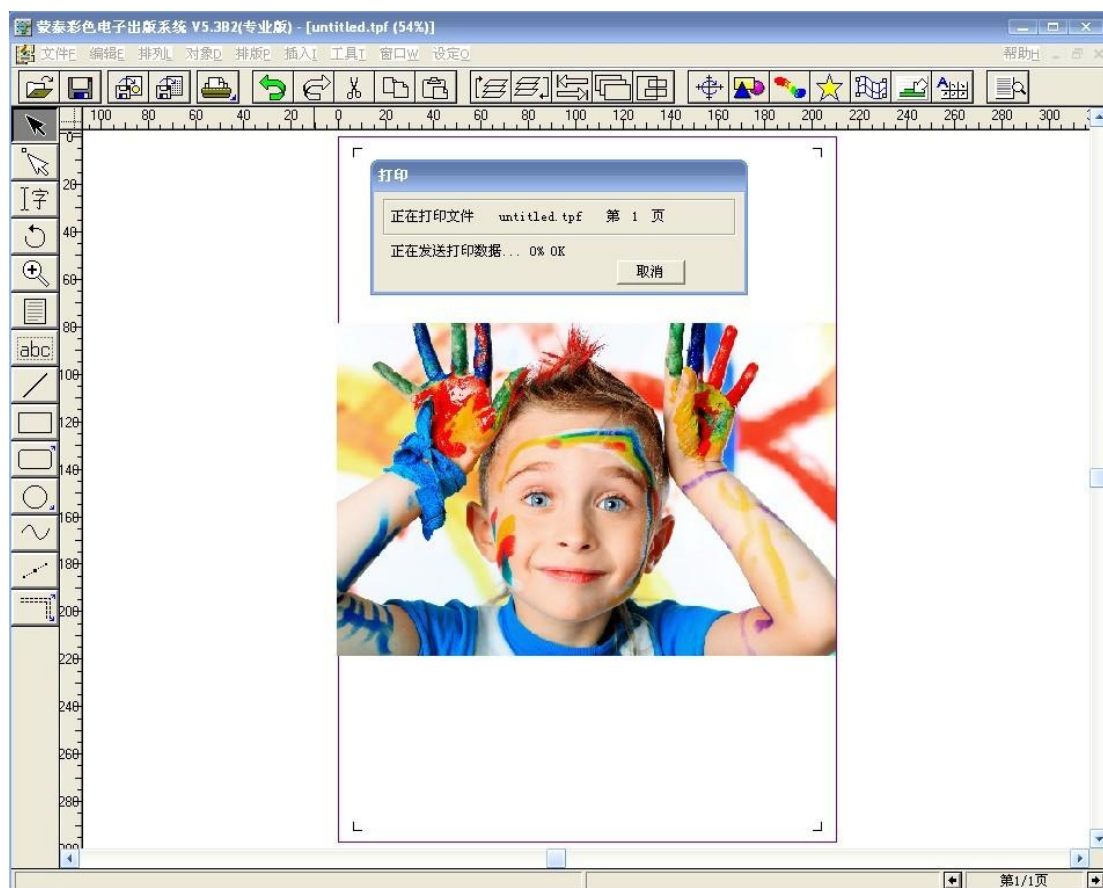 蒙泰彩色电子出版系统 V5.3B2(专业版) - [untitled.tpf (54%)]
文件F 编辑E 排列L 对象D 排版P 插入I 工具T 窗口W 设定O 帮助H
100 80 60 40 20 0 20 40 60 80 100 120 140 160 180 200 220 240 260 280 300
0
20
40
60
80
100
120
140
160
180
200
220
240
260
280
300
字
abc
打印
正在打印文件 untitled.tpf 第 1 页
正在发送打印数据... 0% OK
取消
第1/1页